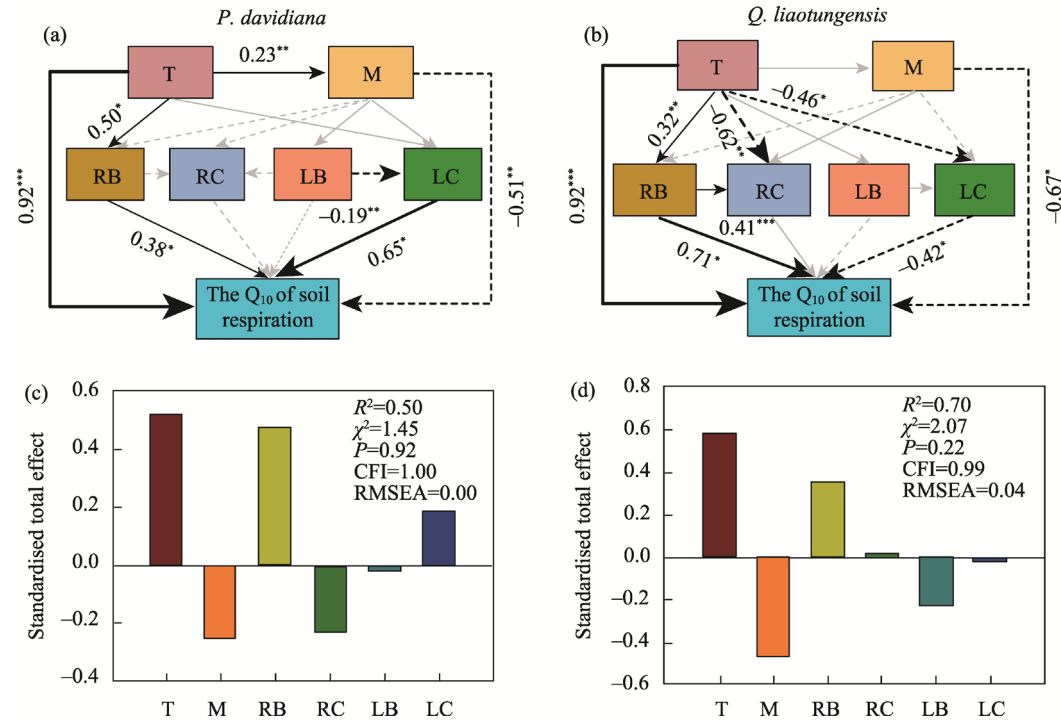 P. davidiana
(a)
T
0.23**
M
0.50*
RB
RC
LB
LC
0.92***
–0.51**
–0.19**
0.38*
0.65*
The Q10 of soil
respiration
Q. liaotungensis
(b)
T
M
–0.46*
0.32**
–0.62**
RB
RC
LB
LC
0.92***
–0.67*
0.41***
0.71*
–0.42*
The Q10 of soil
respiration
(c)
Standardised total effect
0.6
0.4
0.2
0.0
–0.2
–0.4
R²=0.50
χ²=1.45
P=0.92
CFI=1.00
RMSEA=0.00
T M RB RC LB LC
(d)
Standardised total effect
0.8
0.6
0.4
0.2
0.0
–0.2
–0.4
–0.6
R²=0.70
χ²=2.07
P=0.22
CFI=0.99
RMSEA=0.04
T M RB RC LB LC